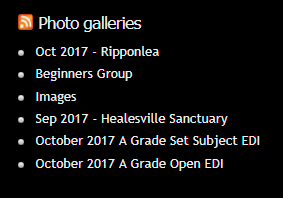 Photo galleries
Oct 2017 - Ripponlea
Beginners Group
Images
Sep 2017 - Healesville Sanctuary
October 2017 A Grade Set Subject EDI
October 2017 A Grade Open EDI